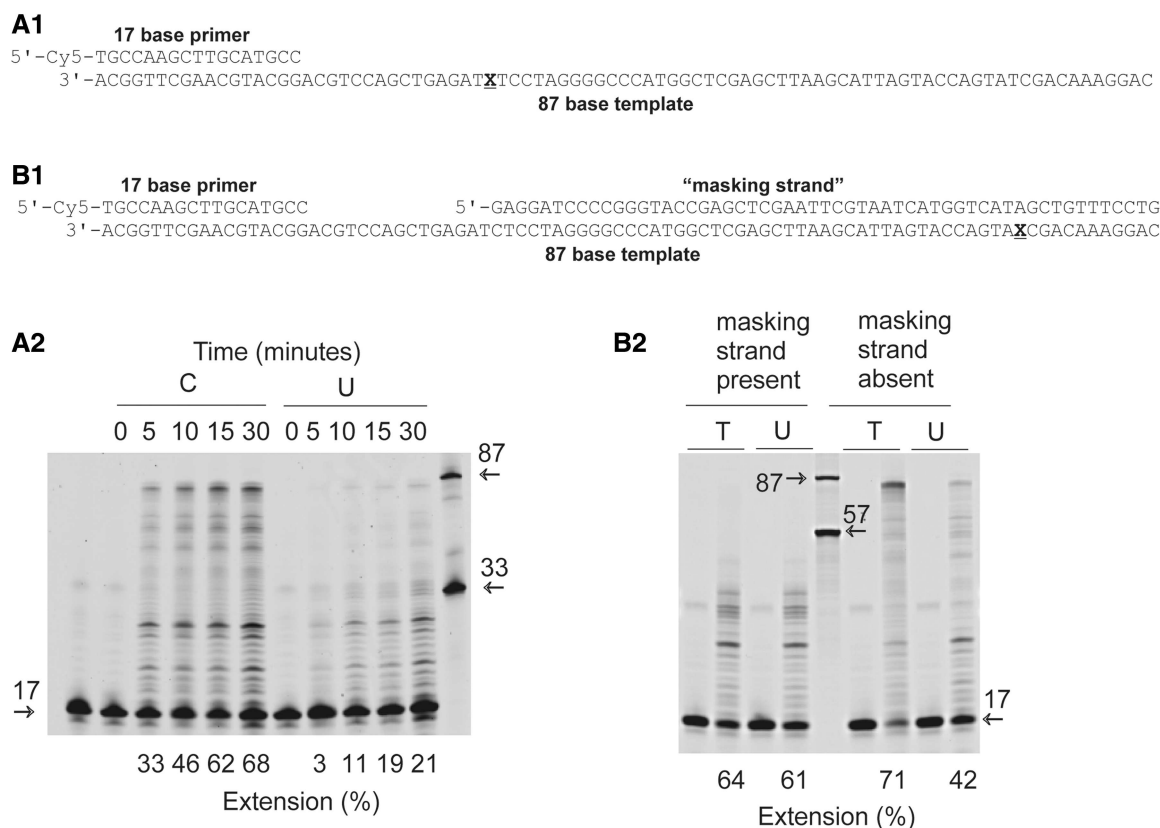 A1
17 base primer
5'-Cy5-TGCCAAGCTTGCATGCC
3'-ACGGTTCGAACGTACGGACGTCCAGCTGAGATXTCCTAGGGGCCCATGGCTCGAGCTTAAGCATTAGTACCAGTATCGACAAAGGAC
87 base template
B1
17 base primer
"masking strand"
5'-Cy5-TGCCAAGCTTGCATGCC 5'-GAGGATCCCCGGGTACCGAGCTCGAATTCGTAATCATGGTCATAGCTGTTTCCTG
3'-ACGGTTCGAACGTACGGACGTCCAGCTGAGATCTCCTAGGGGCCCATGGCTCGAGCTTAAGCATTAGTACCAGTAXCGACAAAGGAC
87 base template
A2
Time (minutes)
C U
0 5 10 15 30 0 5 10 15 30
87
←
33
←
17
→
33 46 62 68 3 11 19 21
Extension (%)
B2
masking strand present
masking strand absent
T U T U
87→
57
←
17
←
64 61 71 42
Extension (%)